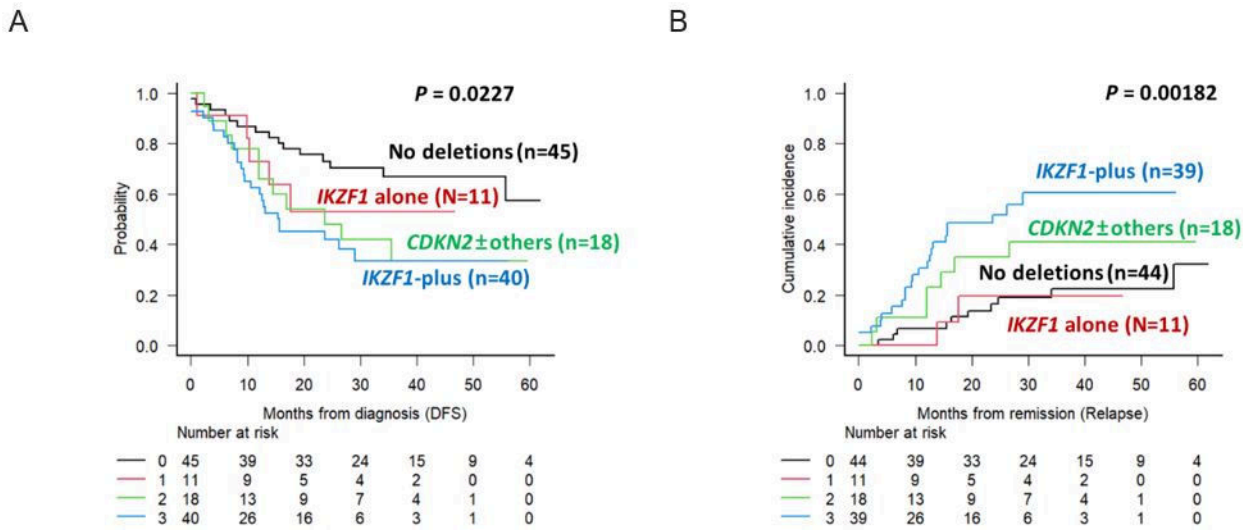 A
P = 0.0227
No deletions (n=45)
IKZF1 alone (N=11)
CDKN2±others (n=18)
IKZF1-plus (n=40)
Probability
1.0
0.8
0.6
0.4
0.2
0.0
0 10 20 30 40 50 60
Months from diagnosis (DFS)
Number at risk
0 45 39 33 24 15 9 4
1 11 9 5 4 2 0 0
2 18 13 9 7 4 1 0
3 40 26 16 6 3 1 0
B
P = 0.00182
IKZF1-plus (n=39)
CDKN2±others (n=18)
No deletions (n=44)
IKZF1 alone (N=11)
Cumulative incidence
1.0
0.8
0.6
0.4
0.2
0.0
0 10 20 30 40 50 60
Months from remission (Relapse)
Number at risk
0 44 39 33 24 15 9 4
1 11 9 5 4 2 0 0
2 18 13 9 7 4 1 0
3 39 26 16 6 3 1 0